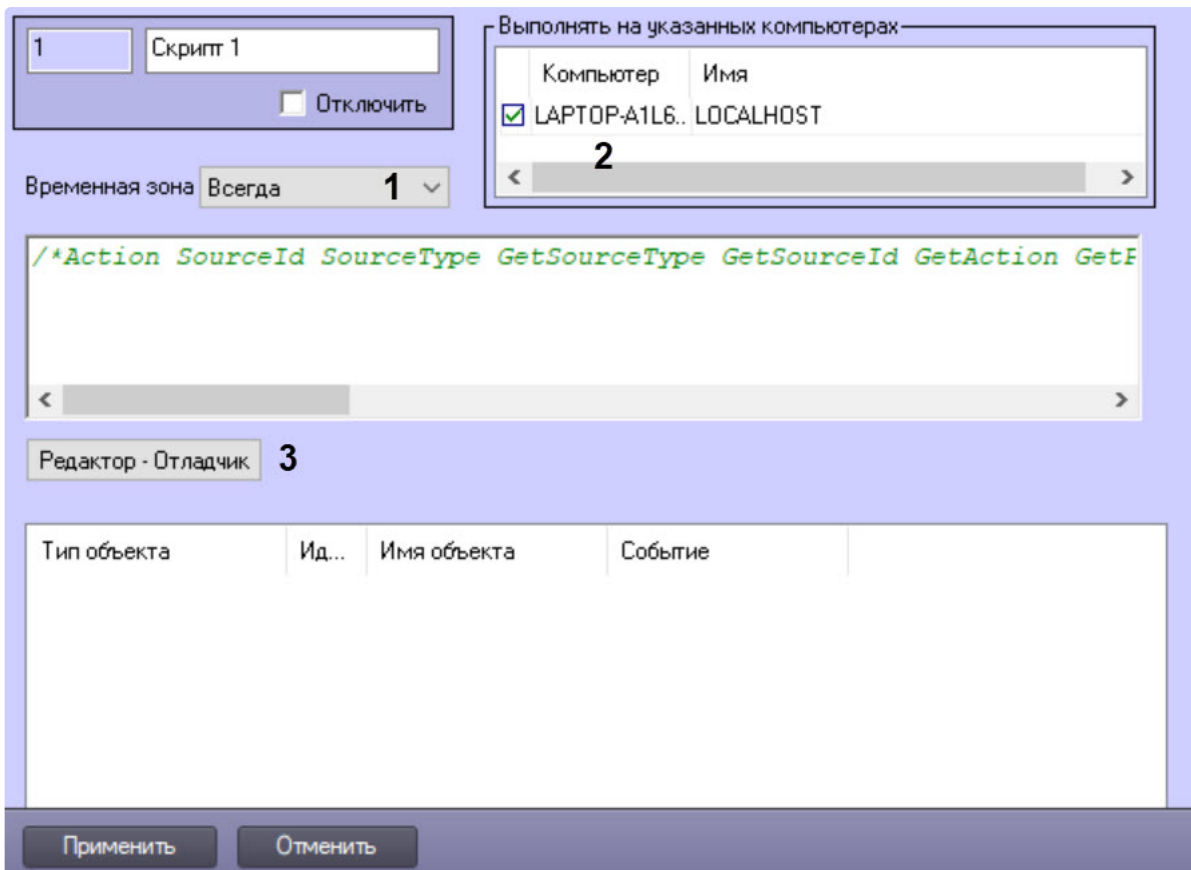 1
Скрипт 1
Отключить
Выполнять на указанных компьютерах
Компьютер Имя
LAPTOP-A1L6.. LOCALHOST
2
Временная зона Всегда 1
/*Action SourceId SourceType GetSourceType GetSourceId GetAction
Редактор - Отладчик 3
Тип объекта Ид... Имя объекта Событие
Применить Отменить